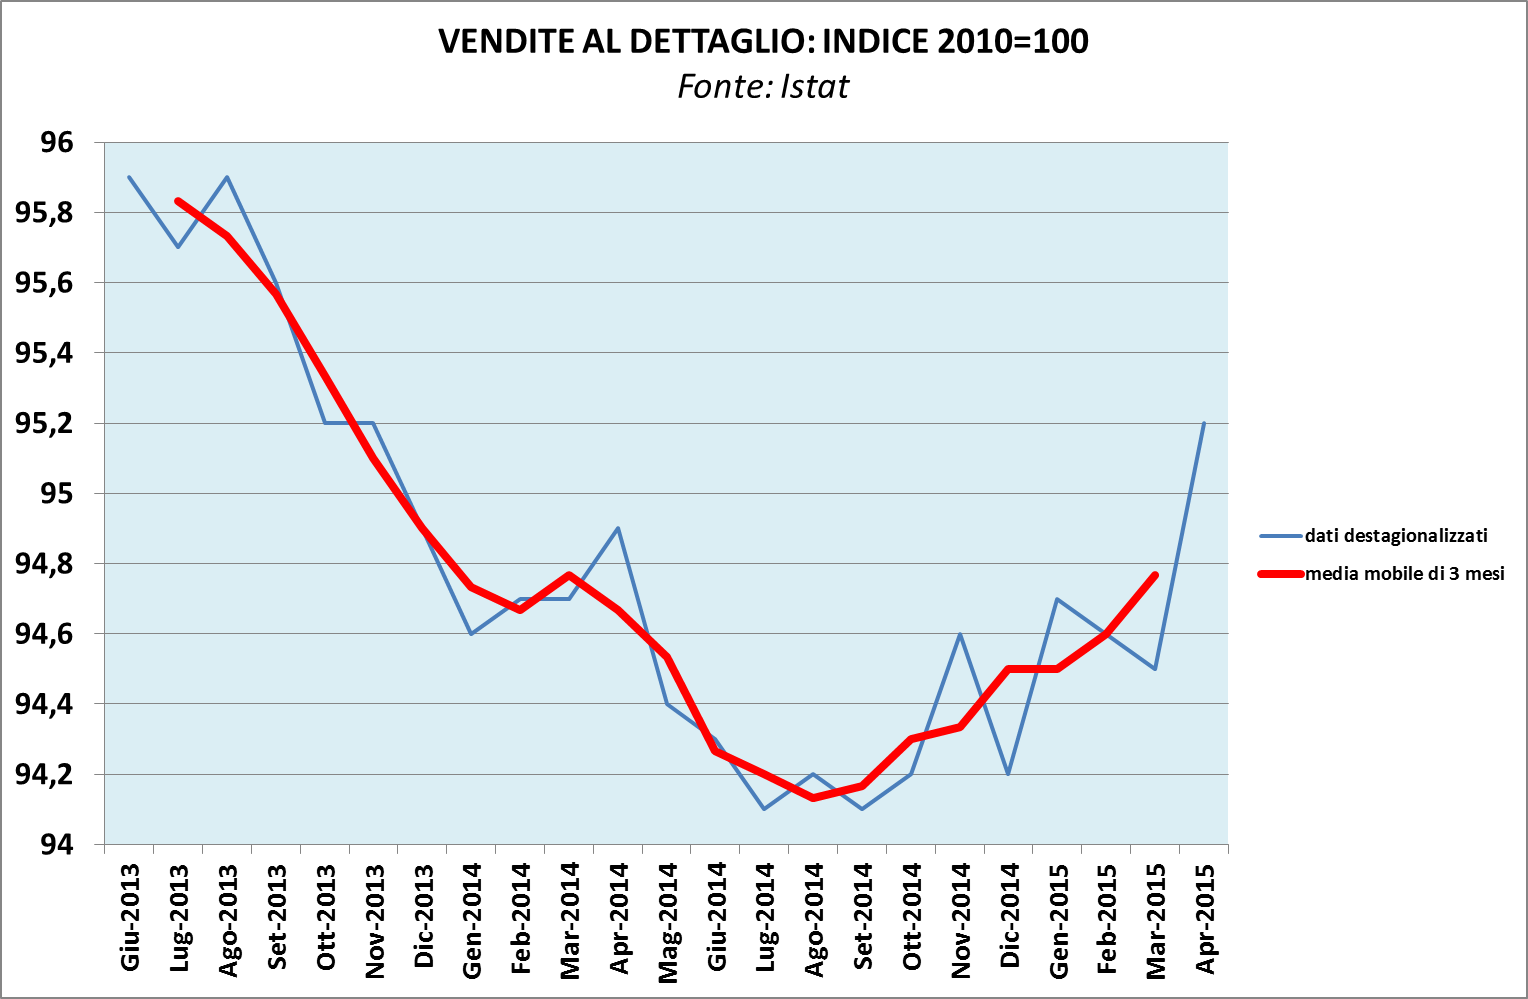 VENDITE AL DETTAGLIO: INDICE 2010=100
Fonte: Istat
96
95,8
95,6
95,4
95,2
95
94,8
94,6
94,4
94,2
94
Giu-2013
Lug-2013
Ago-2013
Set-2013
Ott-2013
Nov-2013
Dic-2013
Gen-2014
Feb-2014
Mar-2014
Apr-2014
Mag-2014
Giu-2014
Lug-2014
Ago-2014
Set-2014
Ott-2014
Nov-2014
Dic-2014
Gen-2015
Feb-2015
Mar-2015
Apr-2015
dati destagionalizzati
media mobile di 3 mesi